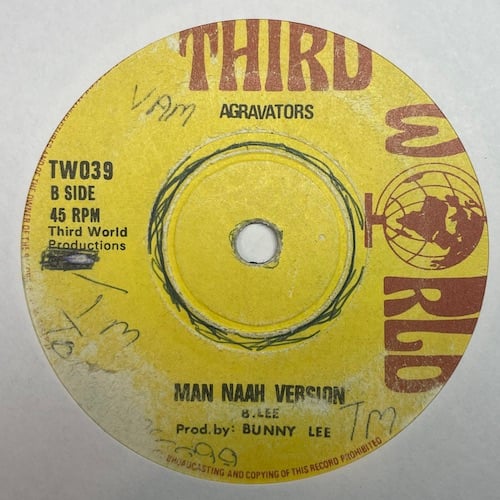 THIRD
WORLD
VAM
AGRAVATORS
TW039
B SIDE
45 RPM
Third World
Productions
MAN NAAH VERSION
B. LEE
Prod. by: BUNNY LEE
TM
BROADCASTING AND COPYING OF THIS RECORD PROHIBITED